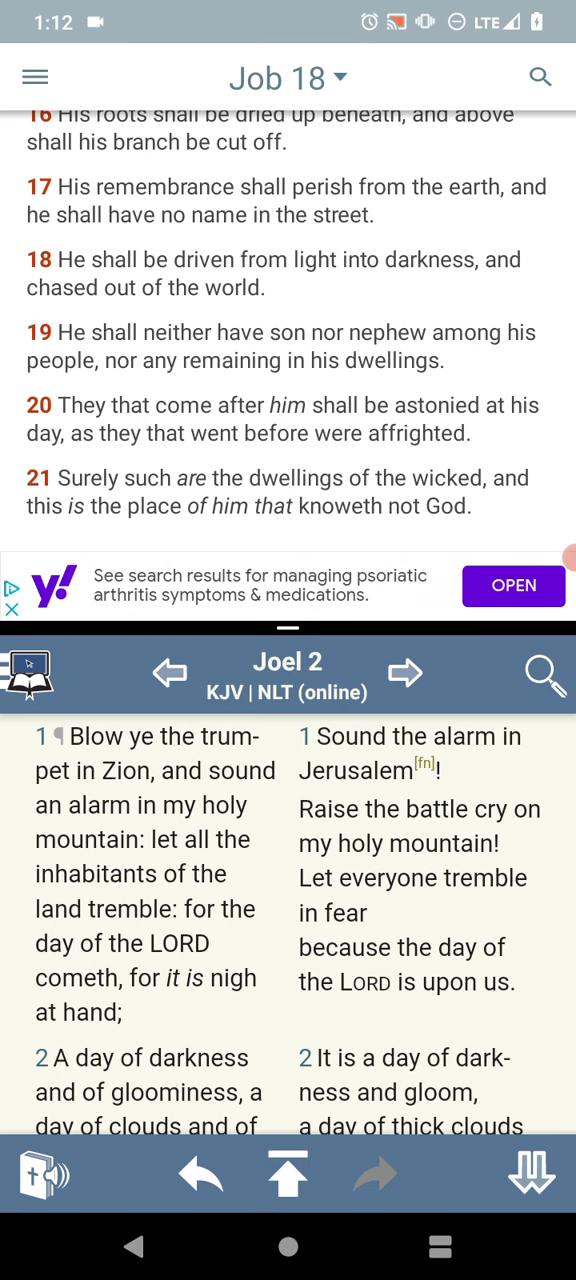 1:12
LTE
Job 18
16 His roots shall be dried up beneath, and above
shall his branch be cut off.
17 His remembrance shall perish from the earth, and
he shall have no name in the street.
18 He shall be driven from light into darkness, and
chased out of the world.
19 He shall neither have son nor nephew among his
people, nor any remaining in his dwellings.
20 They that come after him shall be astonied at his
day, as they that went before were affrighted.
21 Surely such are the dwellings of the wicked, and
this is the place of him that knoweth not God.
y!
See search results for managing psoriatic
arthritis symptoms & medications.
OPEN
Joel 2
KJV | NLT (online)
1 ¶ Blow ye the trum-
pet in Zion, and sound
an alarm in my holy
mountain: let all the
inhabitants of the
land tremble: for the
day of the LORD
cometh, for it is nigh
at hand;
2 A day of darkness
and of gloominess, a
day of clouds and of
1 Sound the alarm in
Jerusalem[fn]!
Raise the battle cry on
my holy mountain!
Let everyone tremble
in fear
because the day of
the LORD is upon us.
2 It is a day of dark-
ness and gloom,
a day of thick clouds